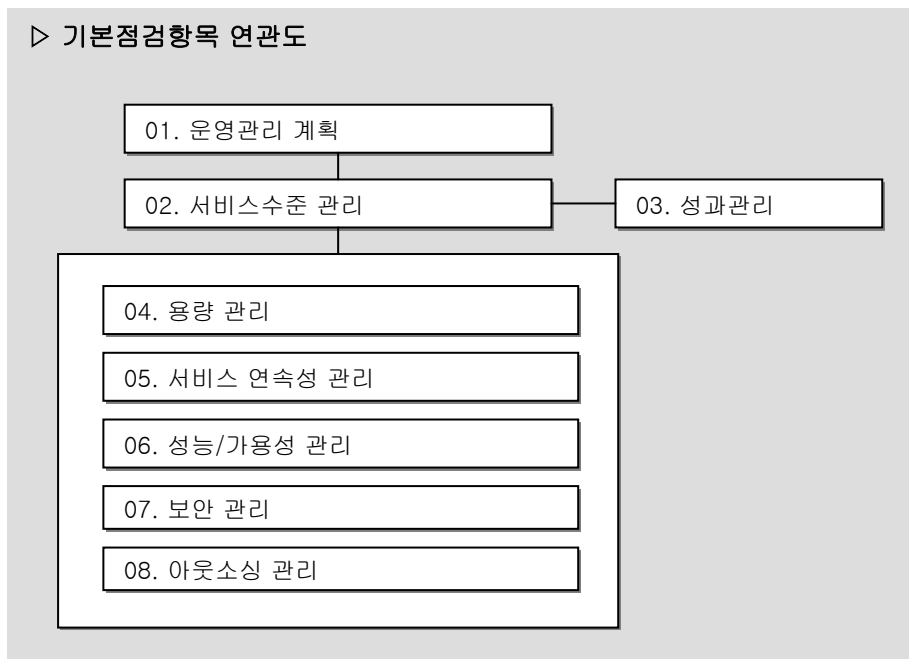 ▷ 기본점검항목 연관도
01. 운영관리 계획
02. 서비스수준 관리
03. 성과관리
04. 용량 관리
05. 서비스 연속성 관리
06. 성능/가용성 관리
07. 보안 관리
08. 아웃소싱 관리